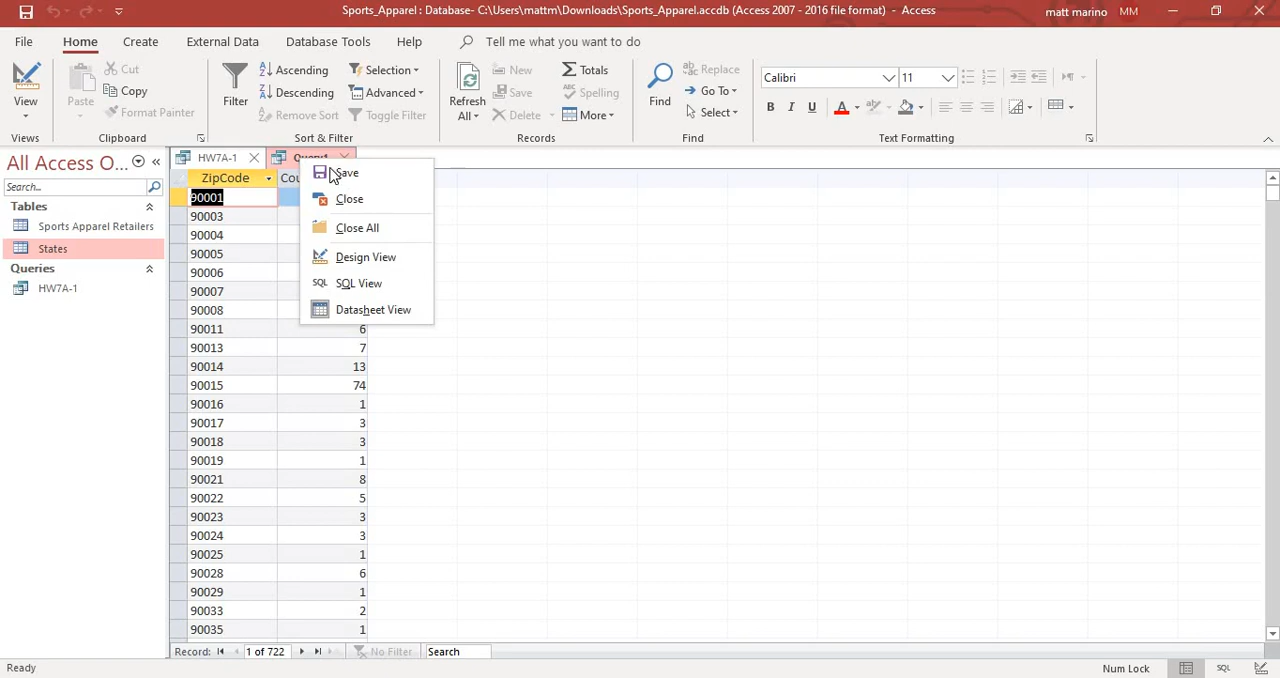 Sports_Apparel : Database- C:\Users\mattm\Downloads\Sports_Apparel.accdb (Access 2007 - 2016 file format) - Access
matt marino MM
File Home Create External Data Database Tools Help Tell me what you want to do
View
Views
Paste
Cut
Copy
Format Painter
Clipboard
Filter
Ascending
Descending
Remove Sort
Selection
Advanced
Toggle Filter
Sort & Filter
Refresh
All
New
Save
Delete
Totals
Spelling
More
Records
Find
Replace
Go To
Select
Find
Calibri 11
B I U A
Text Formatting
All Access O...
Search...
Tables
Sports Apparel Retailers
States
Queries
HW7A-1
HW7A-1 Query1
ZipCode Cou
Save
Close
Close All
Design View
SQL SQL View
Datasheet View
90001
90003
90004
90005
90006
90007
90008
90011 6
90013 7
90014 13
90015 74
90016 1
90017 3
90018 3
90019 1
90021 8
90022 5
90023 3
90024 3
90025 1
90028 6
90029 1
90033 2
90035 1
Record: 1 of 722 No Filter Search
Ready Num Lock SQL